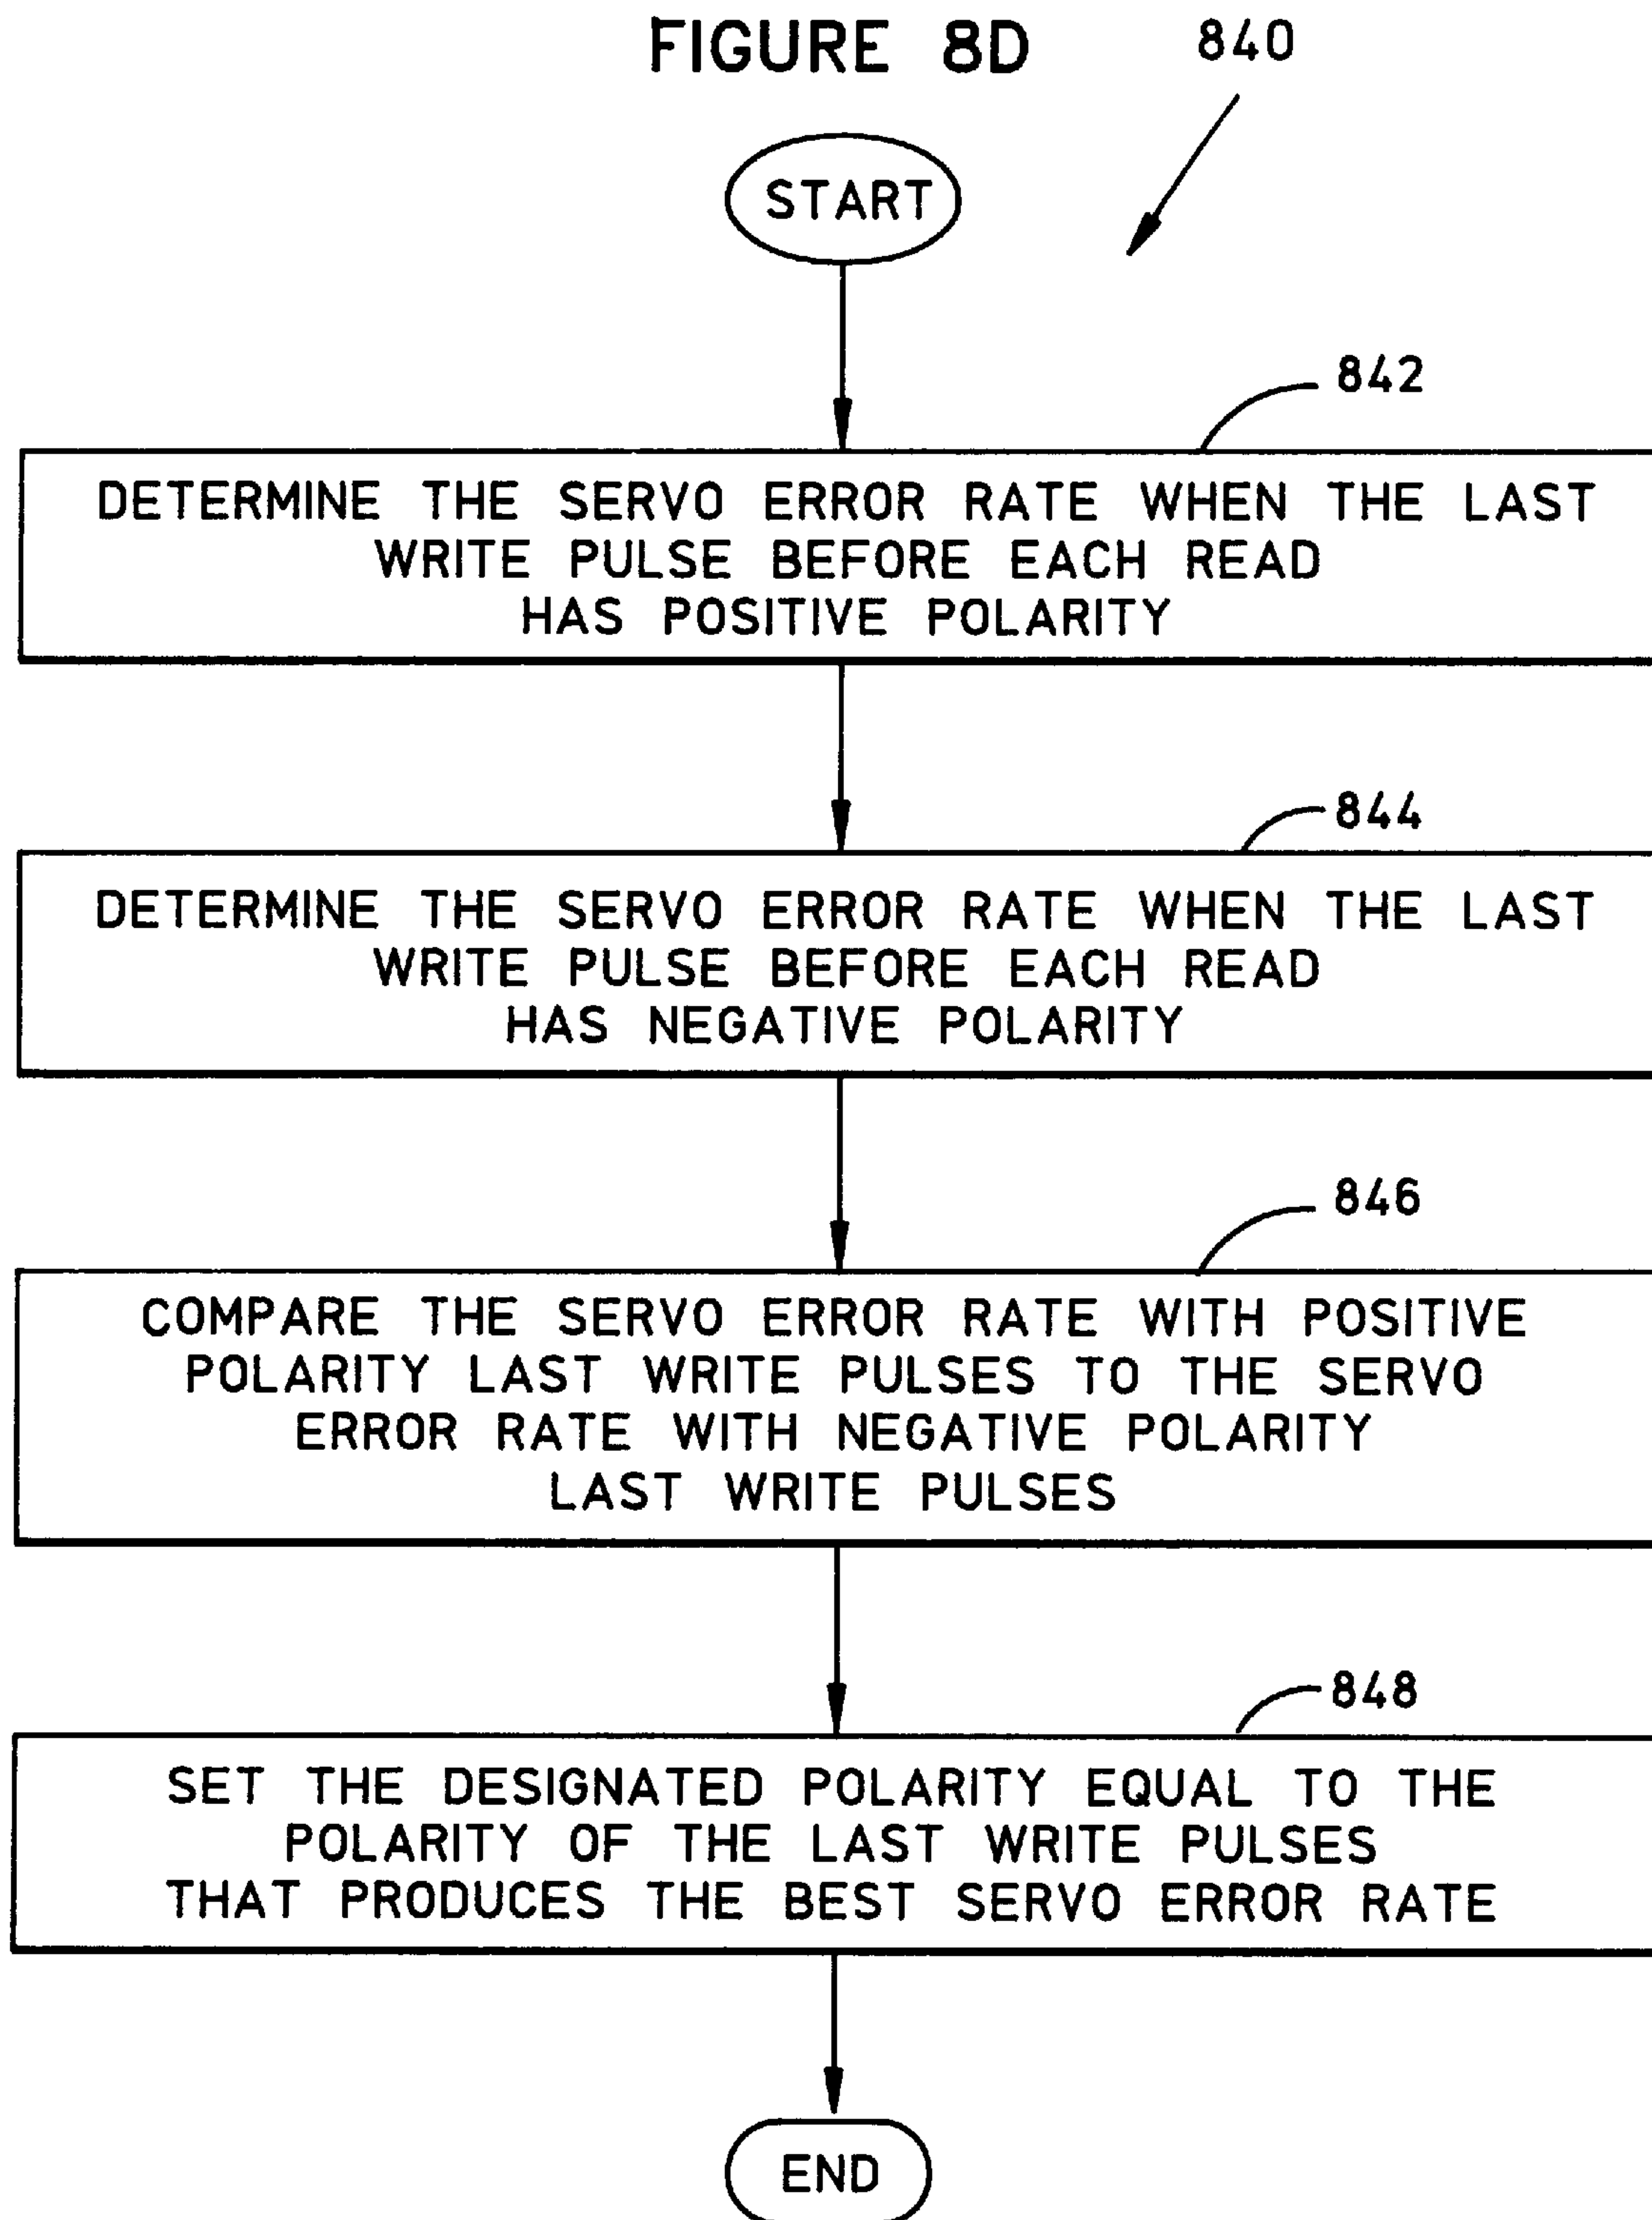 FIGURE 8D
840
START
842
DETERMINE THE SERVO ERROR RATE WHEN THE LAST
WRITE PULSE BEFORE EACH READ
HAS POSITIVE POLARITY
844
DETERMINE THE SERVO ERROR RATE WHEN THE LAST
WRITE PULSE BEFORE EACH READ
HAS NEGATIVE POLARITY
846
COMPARE THE SERVO ERROR RATE WITH POSITIVE
POLARITY LAST WRITE PULSES TO THE SERVO
ERROR RATE WITH NEGATIVE POLARITY
LAST WRITE PULSES
848
SET THE DESIGNATED POLARITY EQUAL TO THE
POLARITY OF THE LAST WRITE PULSES
THAT PRODUCES THE BEST SERVO ERROR RATE
END